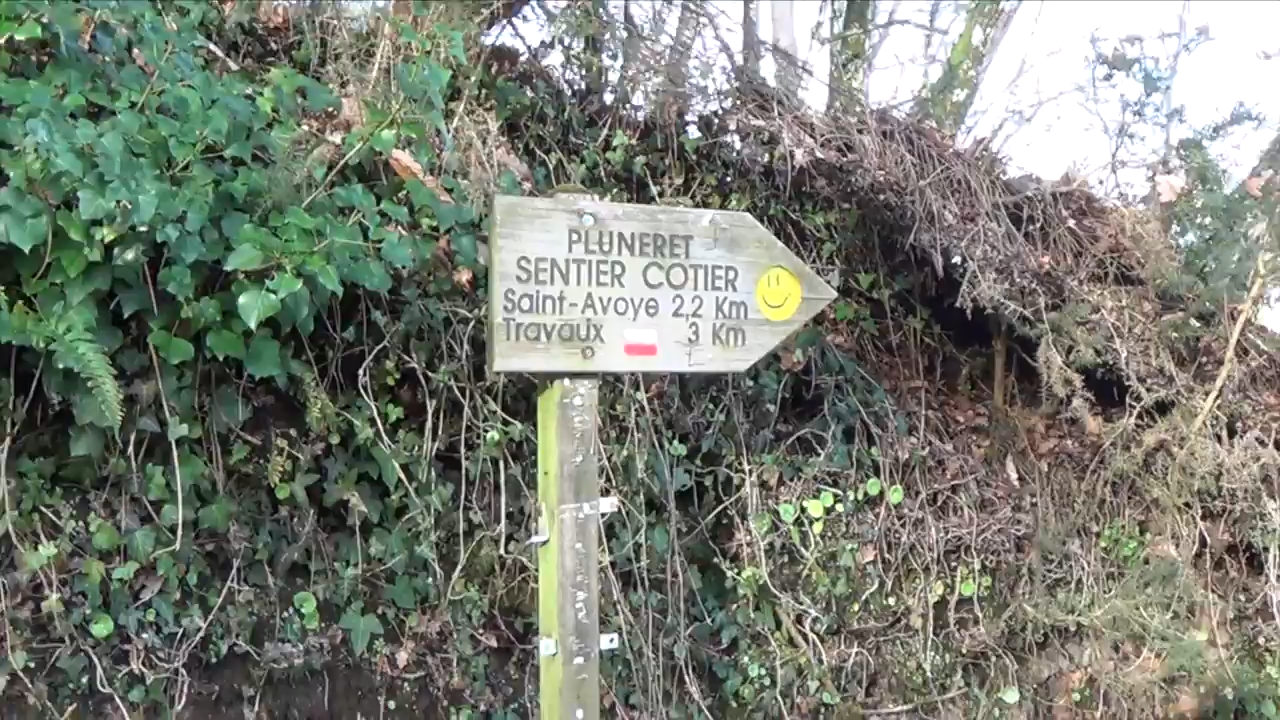 PLUNERET
SENTIER COTIER
Saint-Avoye 2,2 Km
Travaux 3 Km